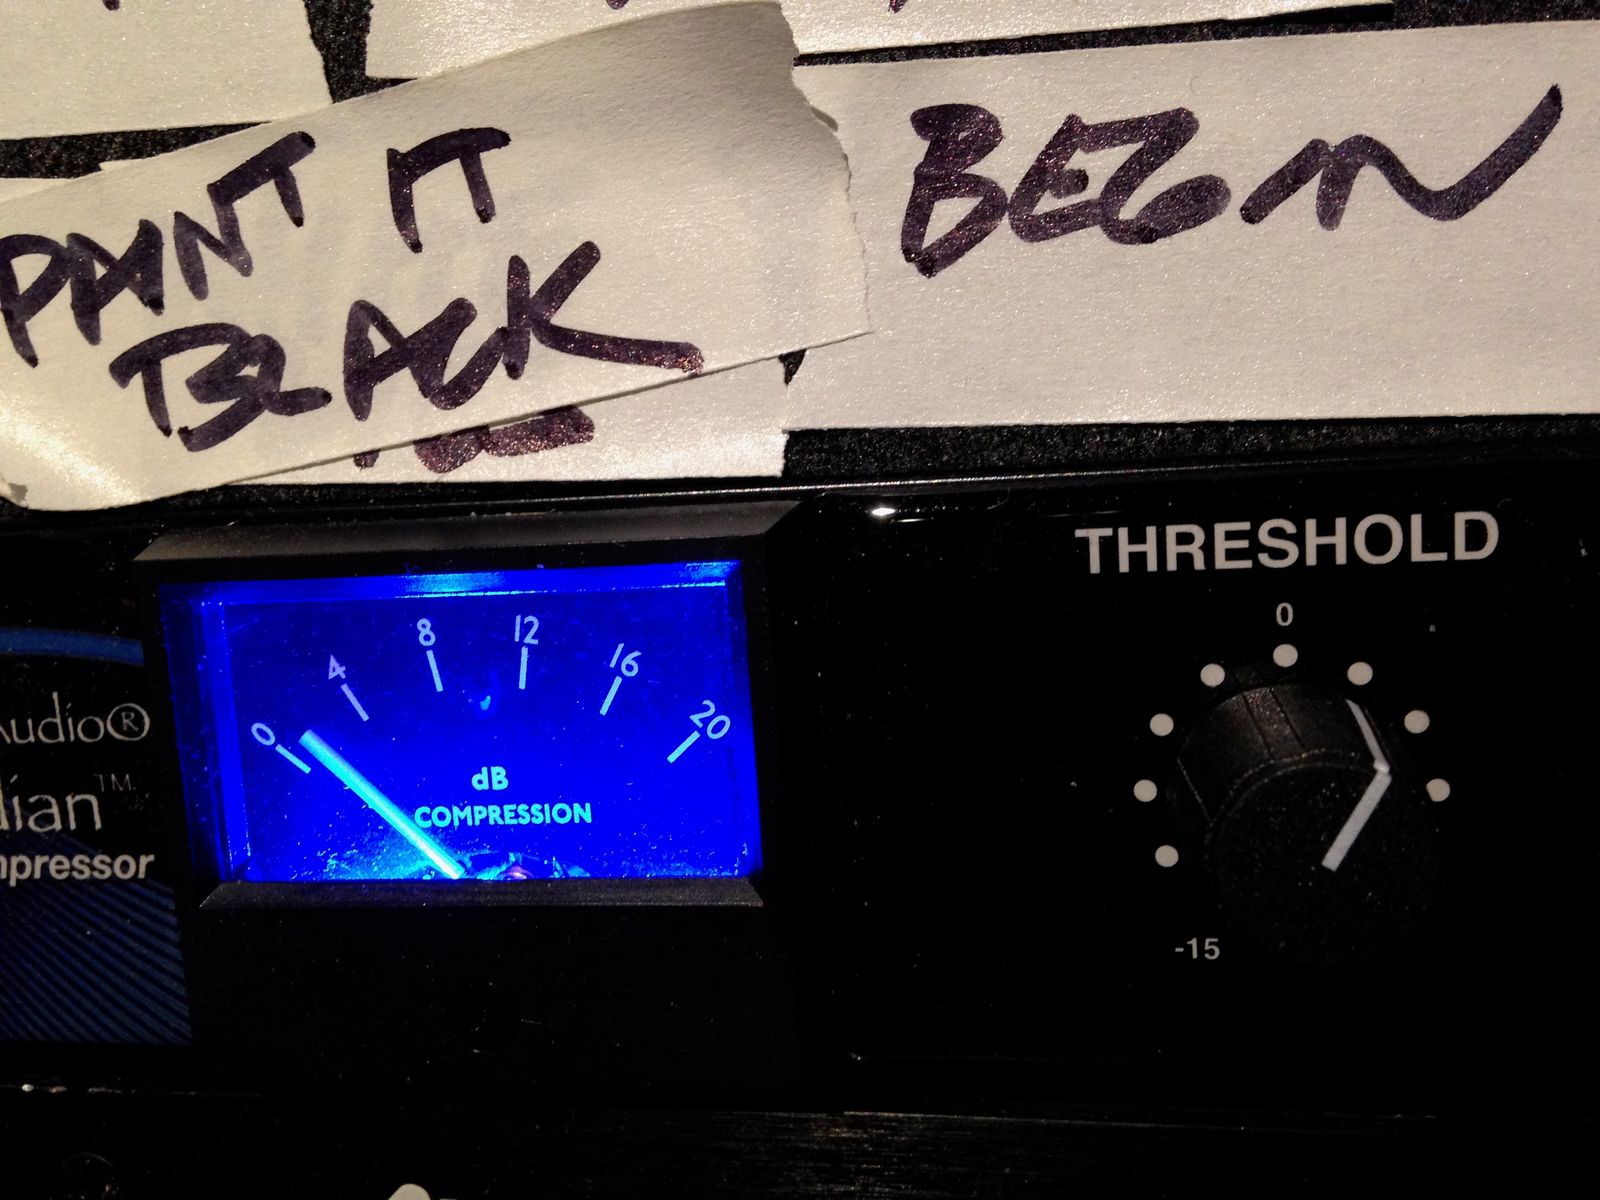 PAINT IT
BLACK
BEGIN
THRESHOLD
0
-15
0 4 8 12 16 20
dB
COMPRESSION
Audio®
dian™
mpressor